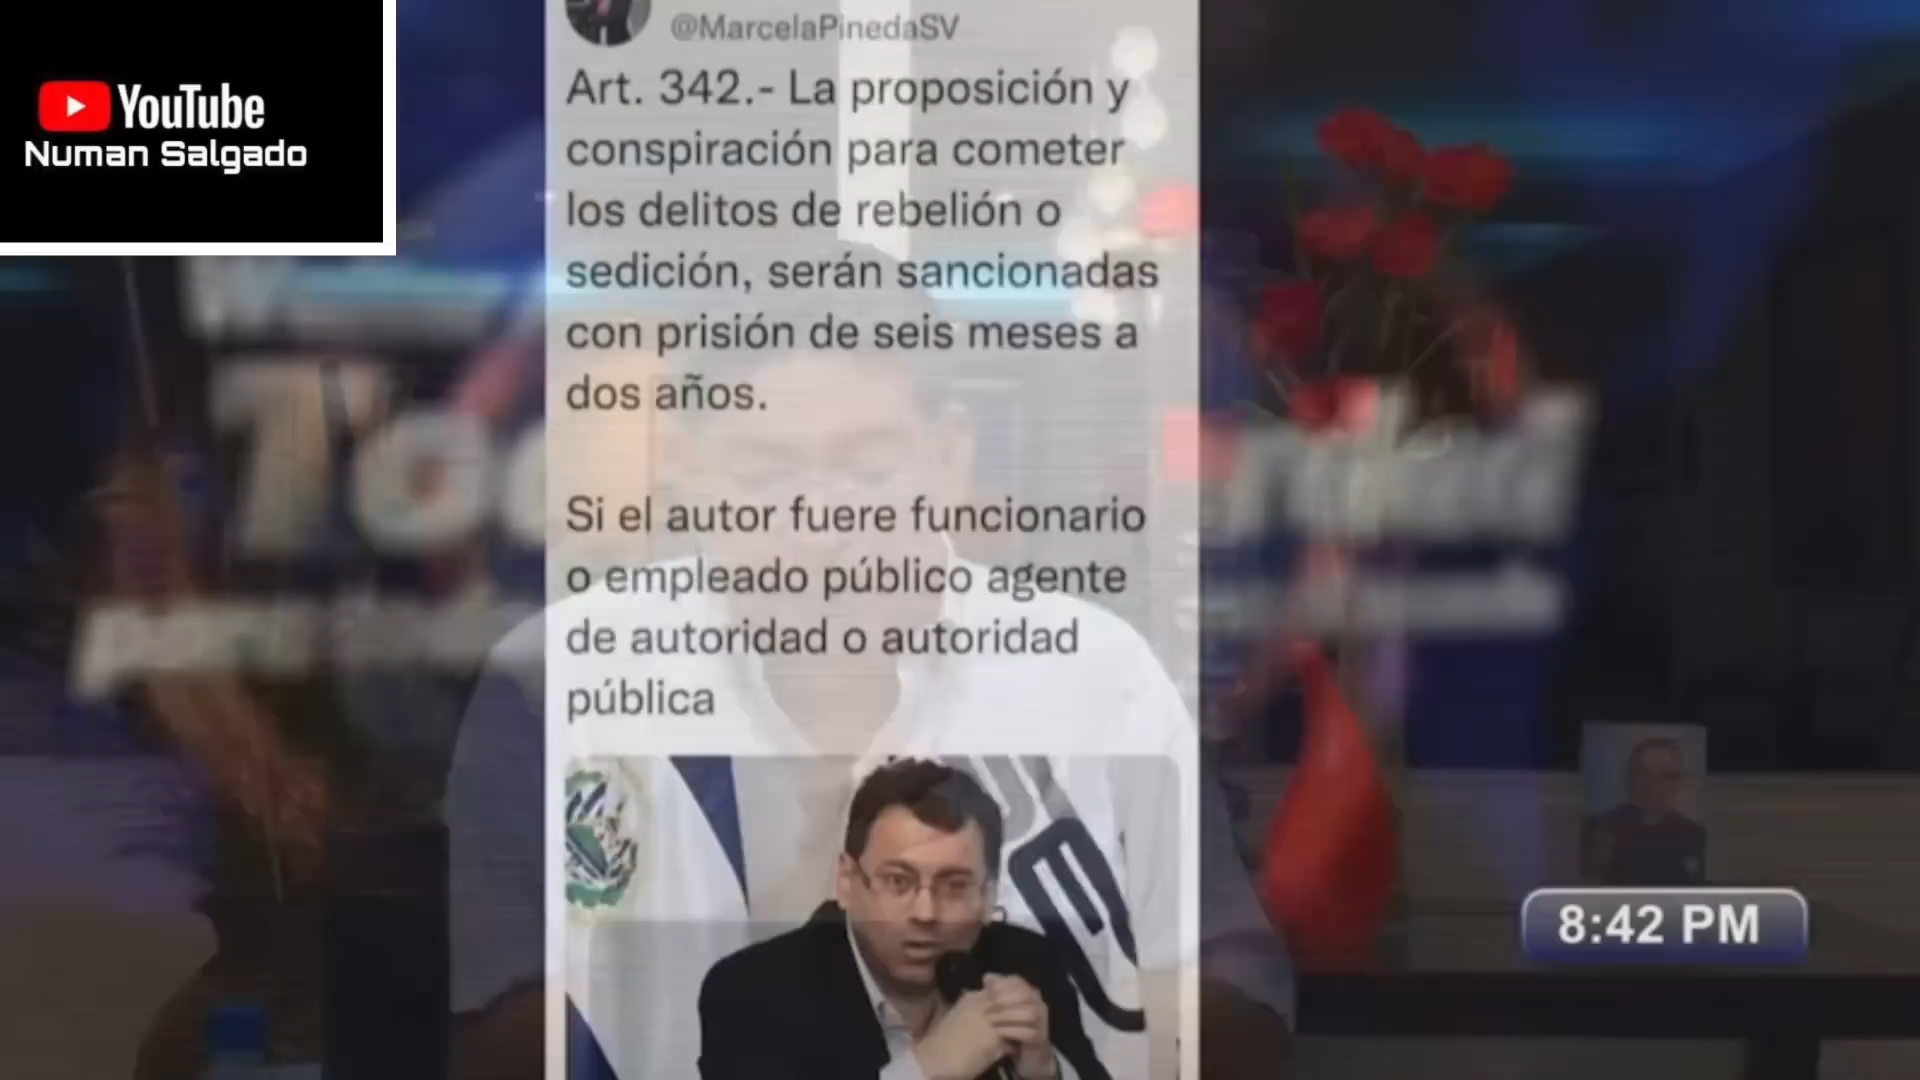 YouTube
Numan Salgado
@MarcelaPinedaSV
Art. 342.- La proposición y
conspiración para cometer
los delitos de rebelión o
sedición, serán sancionadas
con prisión de seis meses a
dos años.
Si el autor fuere funcionario
o empleado público agente
de autoridad o autoridad
pública
8:42 PM